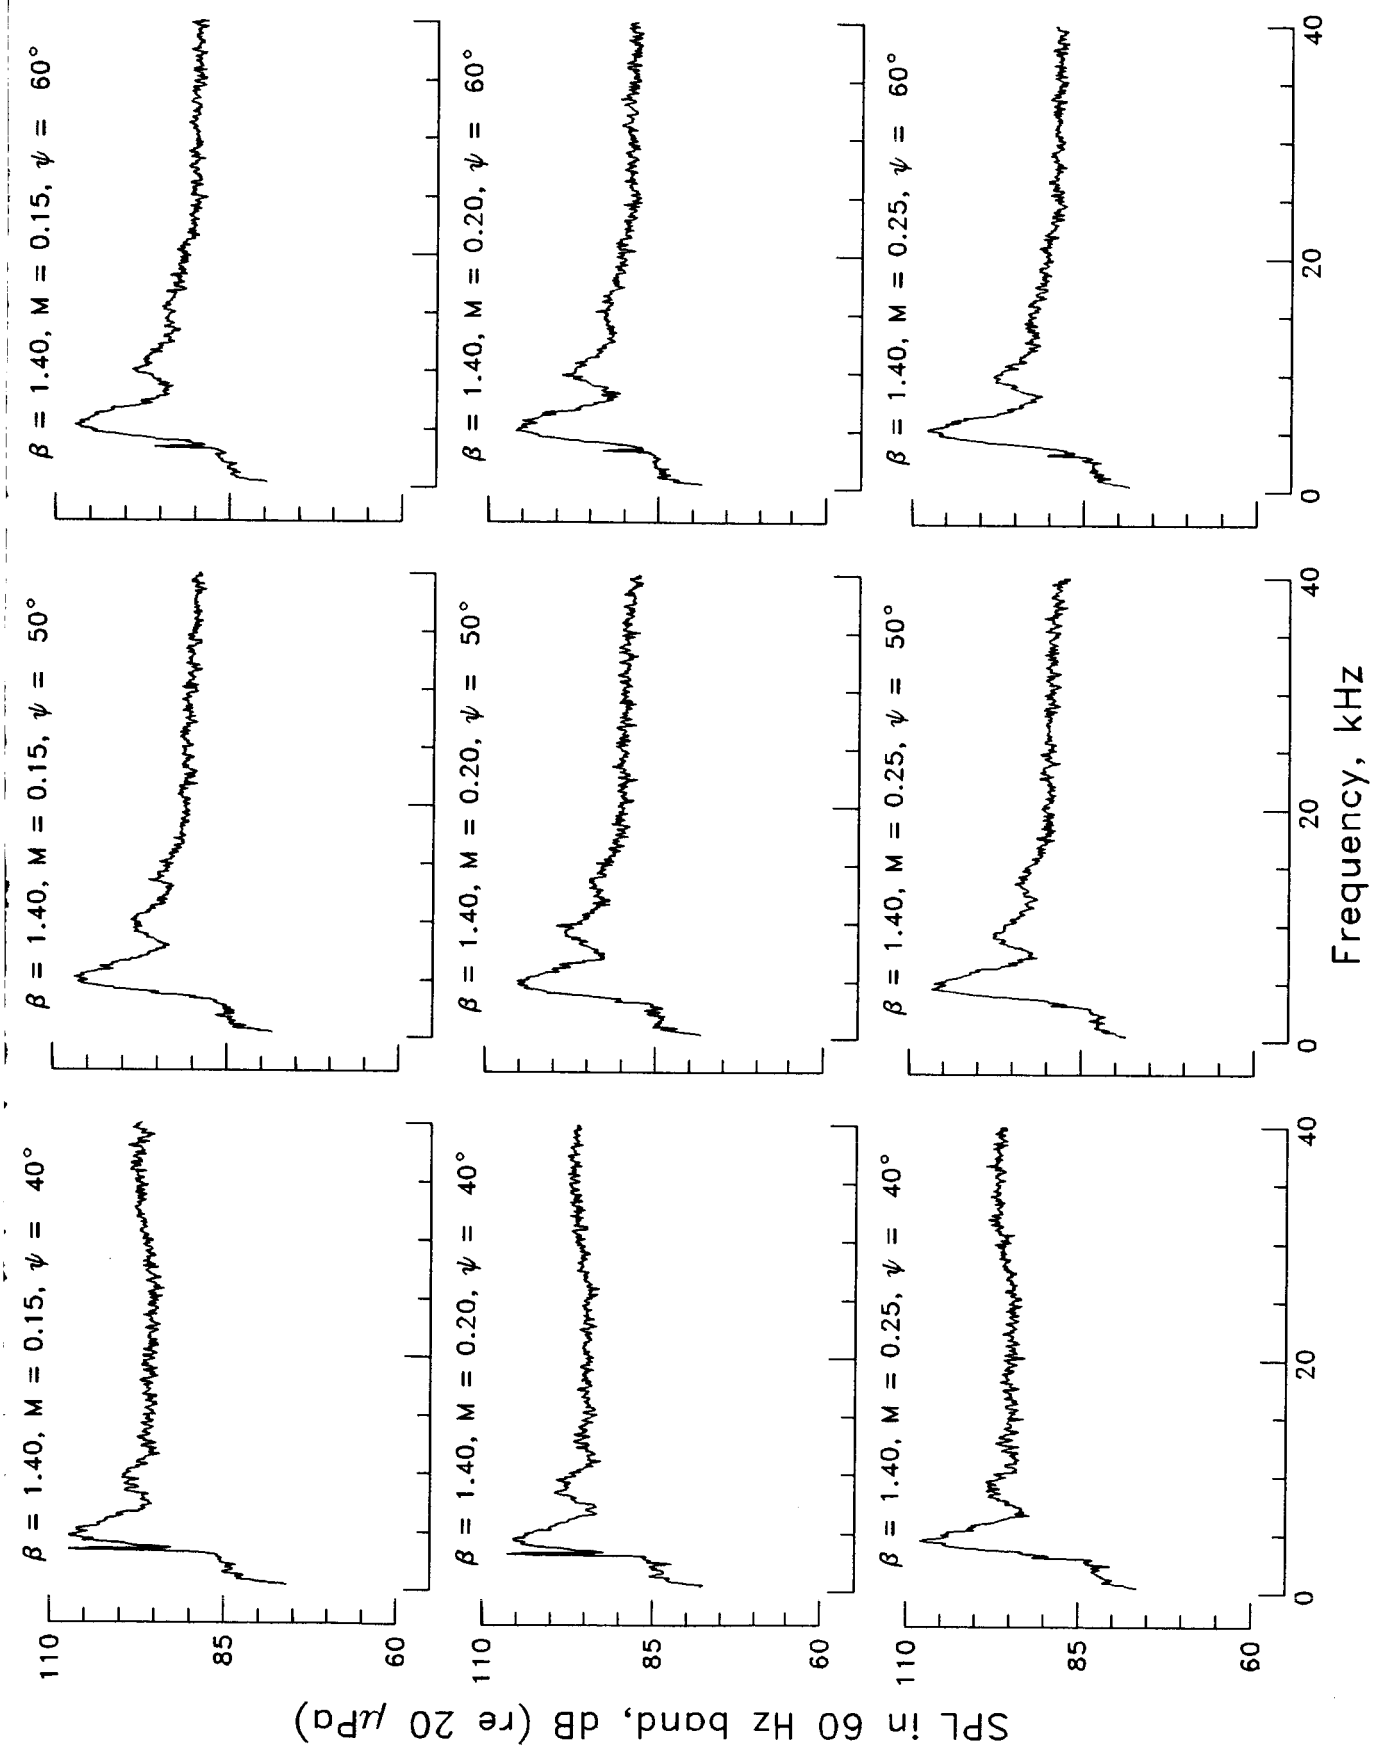 β = 1.40, M = 0.15, ψ = 40°
β = 1.40, M = 0.15, ψ = 50°
β = 1.40, M = 0.15, ψ = 60°
110
85
60
β = 1.40, M = 0.20, ψ = 40°
β = 1.40, M = 0.20, ψ = 50°
β = 1.40, M = 0.20, ψ = 60°
110
85
60
SPL in 60 Hz band, dB (re 20 μPa)
β = 1.40, M = 0.25, ψ = 40°
β = 1.40, M = 0.25, ψ = 50°
β = 1.40, M = 0.25, ψ = 60°
110
85
60
0 20 40
0 20 40
0 20 40
Frequency, kHz